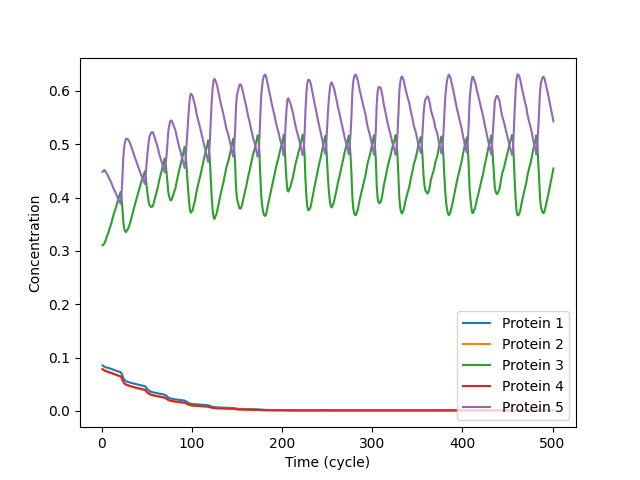 0.6
0.5
0.4
0.3
0.2
0.1
0.0
Concentration
0
100
200
300
400
500
Time (cycle)
Protein 1
Protein 2
Protein 3
Protein 4
Protein 5